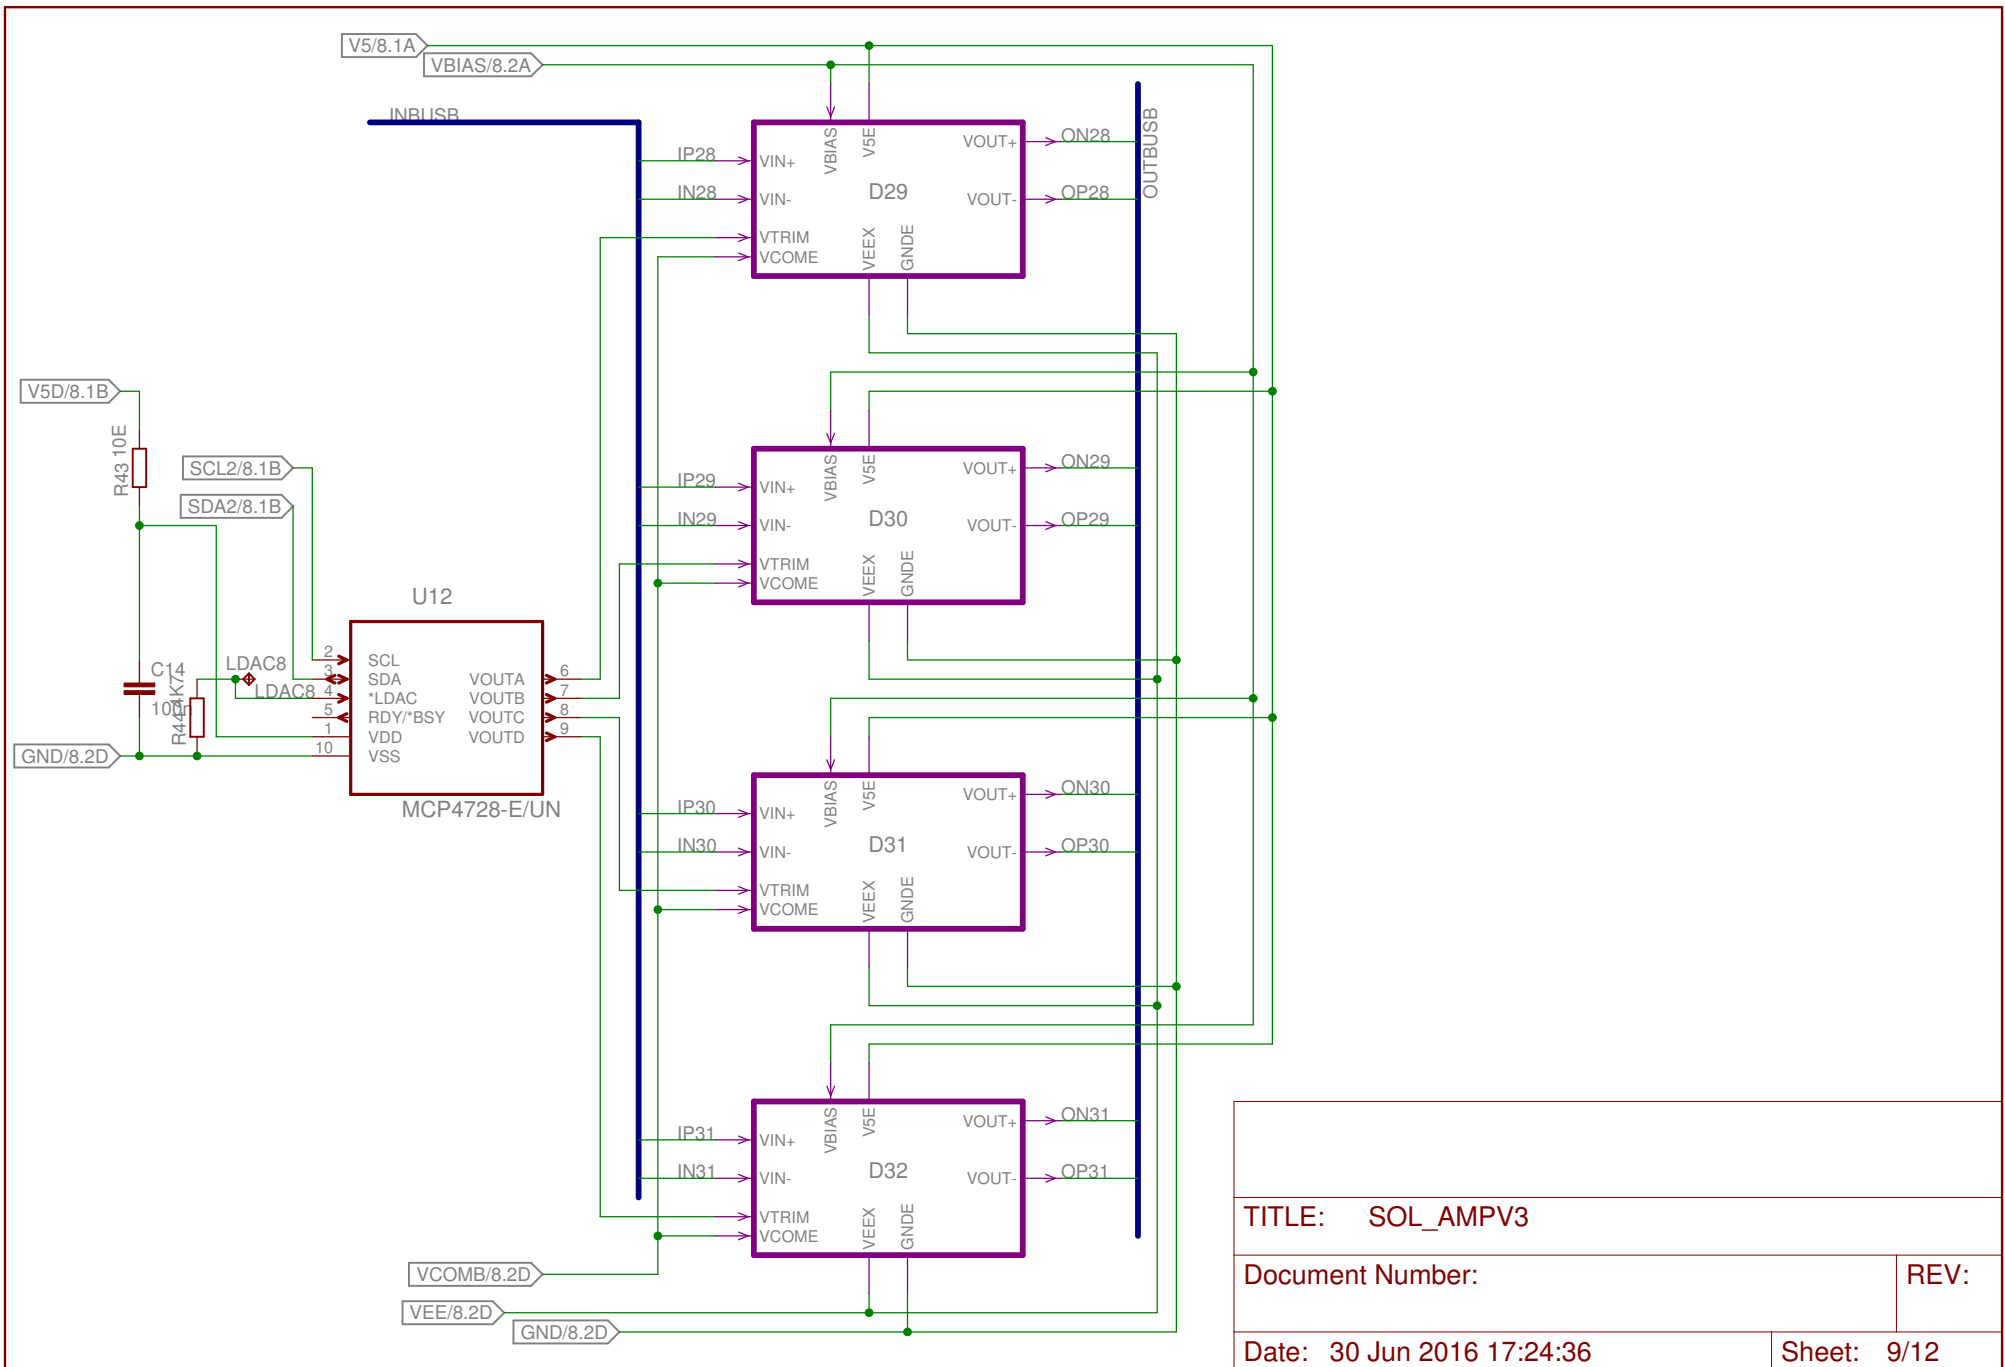 V5/8.1A
VBIAS/8.2A
INBUSB
OUTBUSB
IP28
IN28
VIN+
VIN-
VTRIM
VCOME
VBIAS
V5E
D29
VEEX
GNDE
VOUT+
VOUT-
ON28
OP28
V5D/8.1B
R43 10E
SCL2/8.1B
SDA2/8.1B
IP29
IN29
VIN+
VIN-
VTRIM
VCOME
VBIAS
V5E
D30
VEEX
GNDE
VOUT+
VOUT-
ON29
OP29
U12
C14
100n
R44 4K7
LDAC8
LDAC8
GND/8.2D
2 SCL
3 SDA
4 *LDAC
5 RDY/*BSY
1 VDD
10 VSS
VOUTA 6
VOUTB 7
VOUTC 8
VOUTD 9
MCP4728-E/UN
IP30
IN30
VIN+
VIN-
VTRIM
VCOME
VBIAS
V5E
D31
VEEX
GNDE
VOUT+
VOUT-
ON30
OP30
IP31
IN31
VIN+
VIN-
VTRIM
VCOME
VBIAS
V5E
D32
VEEX
GNDE
VOUT+
VOUT-
ON31
OP31
VCOMB/8.2D
VEE/8.2D
GND/8.2D
TITLE: SOL_AMPV3
Document Number:
REV:
Date: 30 Jun 2016 17:24:36
Sheet: 9/12